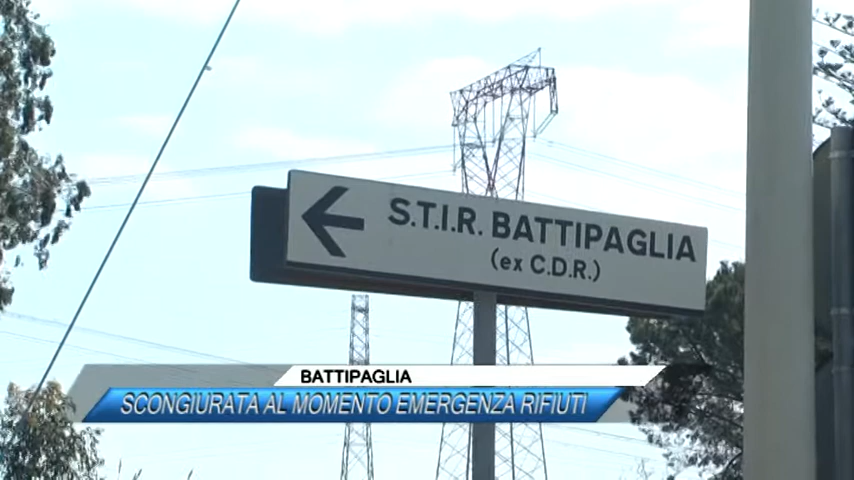 S.T.I.R. BATTIPAGLIA
(ex C.D.R.)
BATTIPAGLIA
SCONGIURATA AL MOMENTO EMERGENZA RIFIUTI